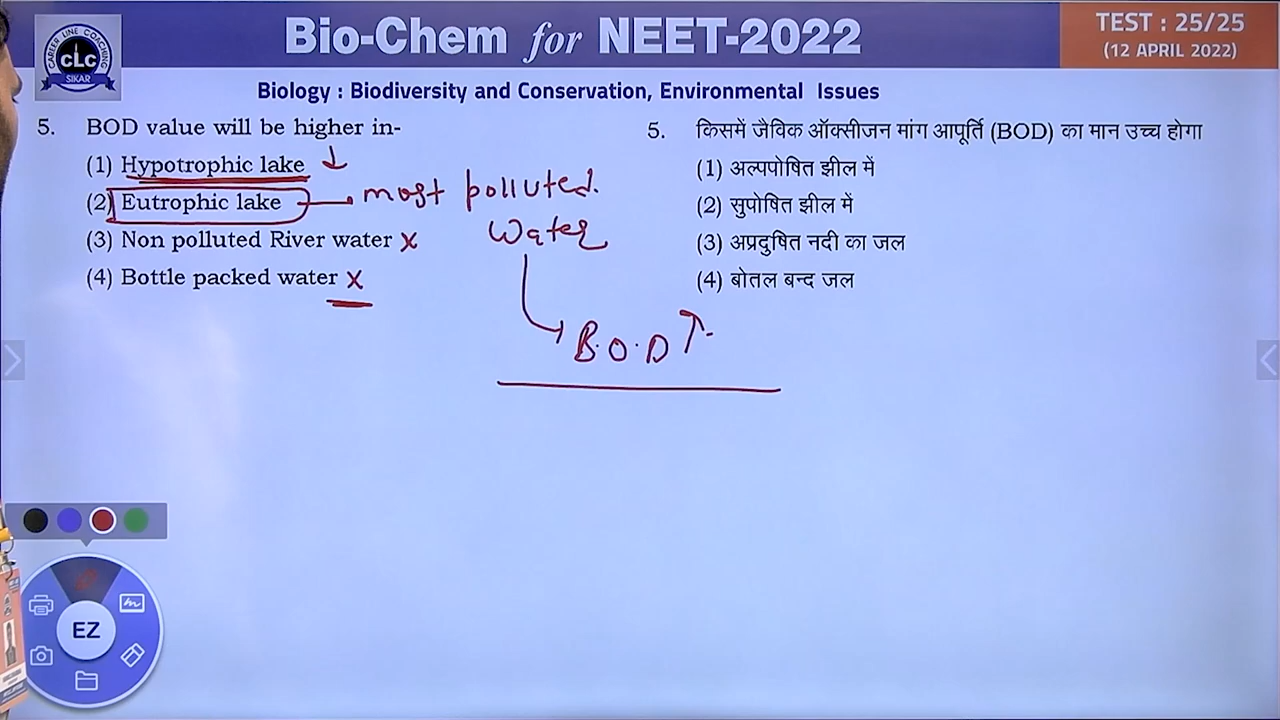 CAREER LINE COACHING
CLC
SIKAR
Bio-Chem for NEET-2022
TEST : 25/25
(12 APRIL 2022)
Biology : Biodiversity and Conservation, Environmental Issues
5. BOD value will be higher in-
(1) Hypotrophic lake ↓
(2) Eutrophic lake
(3) Non polluted River water x
(4) Bottle packed water x
most polluted.
Water
B.O.D ↑
5. किसमें जैविक ऑक्सीजन मांग आपूर्ति (BOD) का मान उच्च होगा
(1) अल्पपोषित झील में
(2) सुपोषित झील में
(3) अप्रदुषित नदी का जल
(4) बोतल बन्द जल
EZ